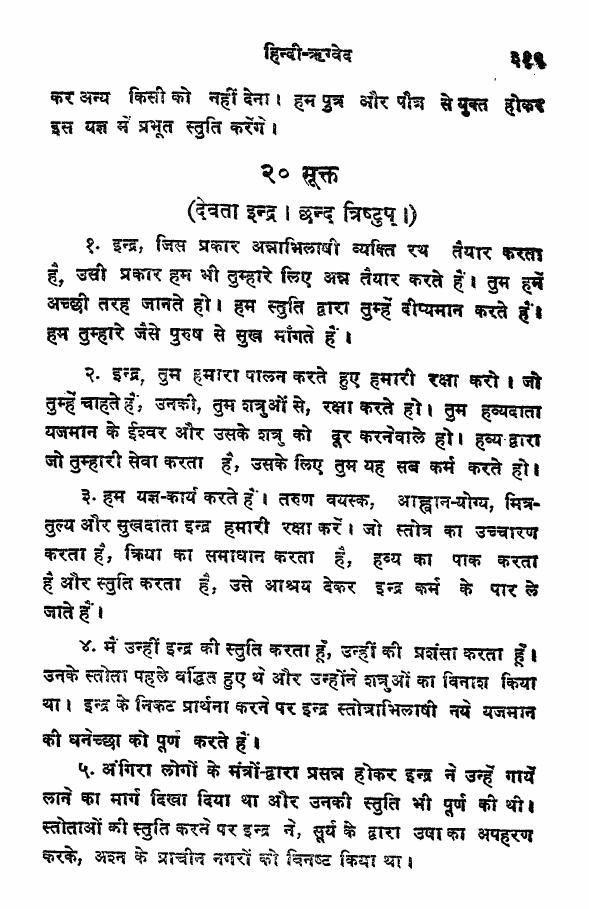 हिन्दी-ऋग्वेद
कर अन्य किसी को नहीं देना। हम पुत्र और पौत्र से युक्त होकर
इस यज्ञ में प्रभूत स्तुति करेंगे।
२० सूक्त
(देवता इन्द्र। छन्द त्रिष्टुप्।)
१. इन्द्र, जिस प्रकार अन्नाभिलाषी व्यक्ति रथ तैयार करता
है, उसी प्रकार हम भी तुम्हारे लिए अन्न तैयार करते हैं। तुम हमें
अच्छी तरह जानते हो। हम स्तुति द्वारा तुम्हें दीप्यमान करते हैं।
हम तुम्हारे जैसे पुरुष से सुख माँगते हैं।
२. इन्द्र, तुम हमारा पालन करते हुए हमारी रक्षा करो। जो
तुम्हें चाहते हैं, उनकी, तुम शत्रुओं से, रक्षा करते हो। तुम हव्यदाता
यजमान के ईश्वर और उसके शत्रु को दूर करनेवाले हो। हव्य द्वारा
जो तुम्हारी सेवा करता है, उसके लिए तुम यह सब कर्म करते हो।
३. हम यज्ञ-कार्य करते हैं। तरुण वयस्क, आह्वान-योग्य, मित्र-
तुल्य और सुखदाता इन्द्र हमारी रक्षा करें। जो स्तोत्र का उच्चारण
करता है, क्रिया का समाधान करता है, हव्य का पाक करता
है और स्तुति करता है, उसे आश्रय देकर इन्द्र कर्म के पार ले
जाते हैं।
४. मैं उन्हीं इन्द्र की स्तुति करता हूँ, उन्हीं की प्रशंसा करता हूँ।
उनके स्तोता पहले वर्द्धित हुए थे और उन्होंने शत्रुओं का विनाश किया
था। इन्द्र के निकट प्रार्थना करने पर इन्द्र स्तोत्राभिलाषी नये यजमान
की धनेच्छा को पूर्ण करते हैं।
५. अंगिरा लोगों के मंत्रों-द्वारा प्रसन्न होकर इन्द्र ने उन्हें गायें
लाने का मार्ग दिखा दिया था और उनकी स्तुति भी पूर्ण की थी।
स्तोताओं की स्तुति करने पर इन्द्र ने, सूर्य के द्वारा उषा का अपहरण
करके, अश्न के प्राचीन नगरों को विनष्ट किया था।